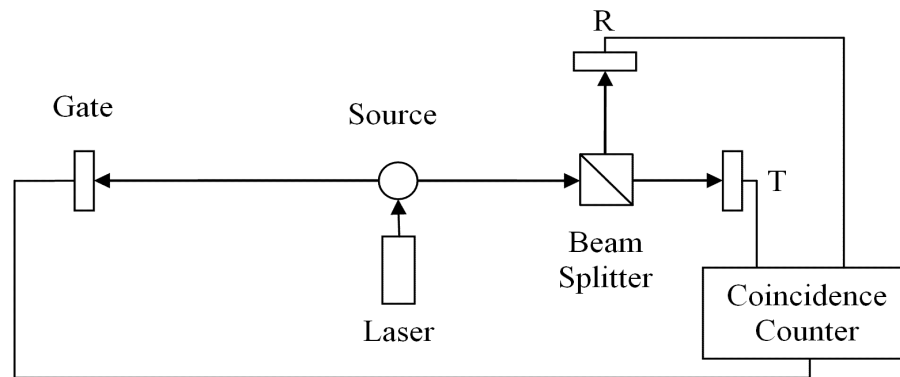 R
Gate
Source
T
Beam
Splitter
Laser
Coincidence
Counter